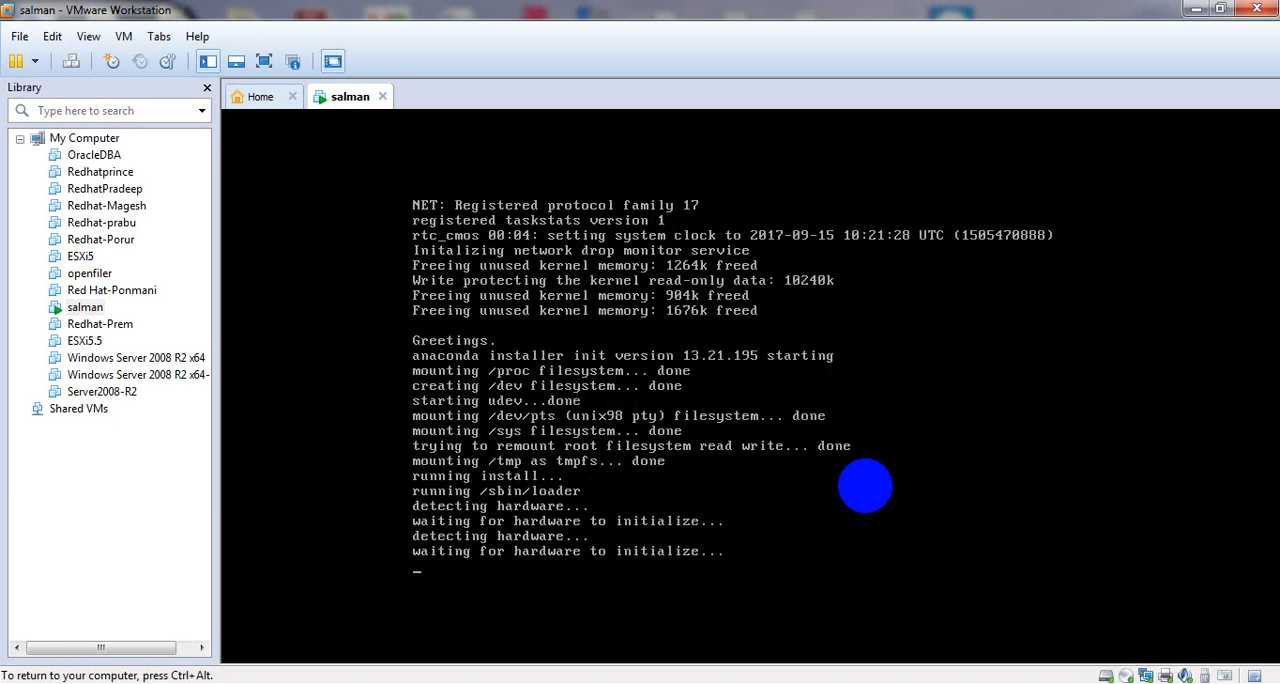 salman - VMware Workstation
File Edit View VM Tabs Help
Library
Type here to search
My Computer
OracleDBA
Redhatprince
RedhatPradeep
Redhat-Magesh
Redhat-prabu
Redhat-Porur
ESXi5
openfiler
Red Hat-Ponmani
salman
Redhat-Prem
ESXi5.5
Windows Server 2008 R2 x64
Windows Server 2008 R2 x64-
Server2008-R2
Shared VMs
Home salman
NET: Registered protocol family 17
registered taskstats version 1
rtc_cmos 00:04: setting system clock to 2017-09-15 10:21:28 UTC (1505470888)
Initalizing network drop monitor service
Freeing unused kernel memory: 1264k freed
Write protecting the kernel read-only data: 10240k
Freeing unused kernel memory: 904k freed
Freeing unused kernel memory: 1676k freed
Greetings.
anaconda installer init version 13.21.195 starting
mounting /proc filesystem... done
creating /dev filesystem... done
starting udev...done
mounting /dev/pts (unix98 pty) filesystem... done
mounting /sys filesystem... done
trying to remount root filesystem read write... done
mounting /tmp as tmpfs... done
running install...
running /sbin/loader
detecting hardware...
waiting for hardware to initialize...
detecting hardware...
waiting for hardware to initialize...
_
To return to your computer, press Ctrl+Alt.